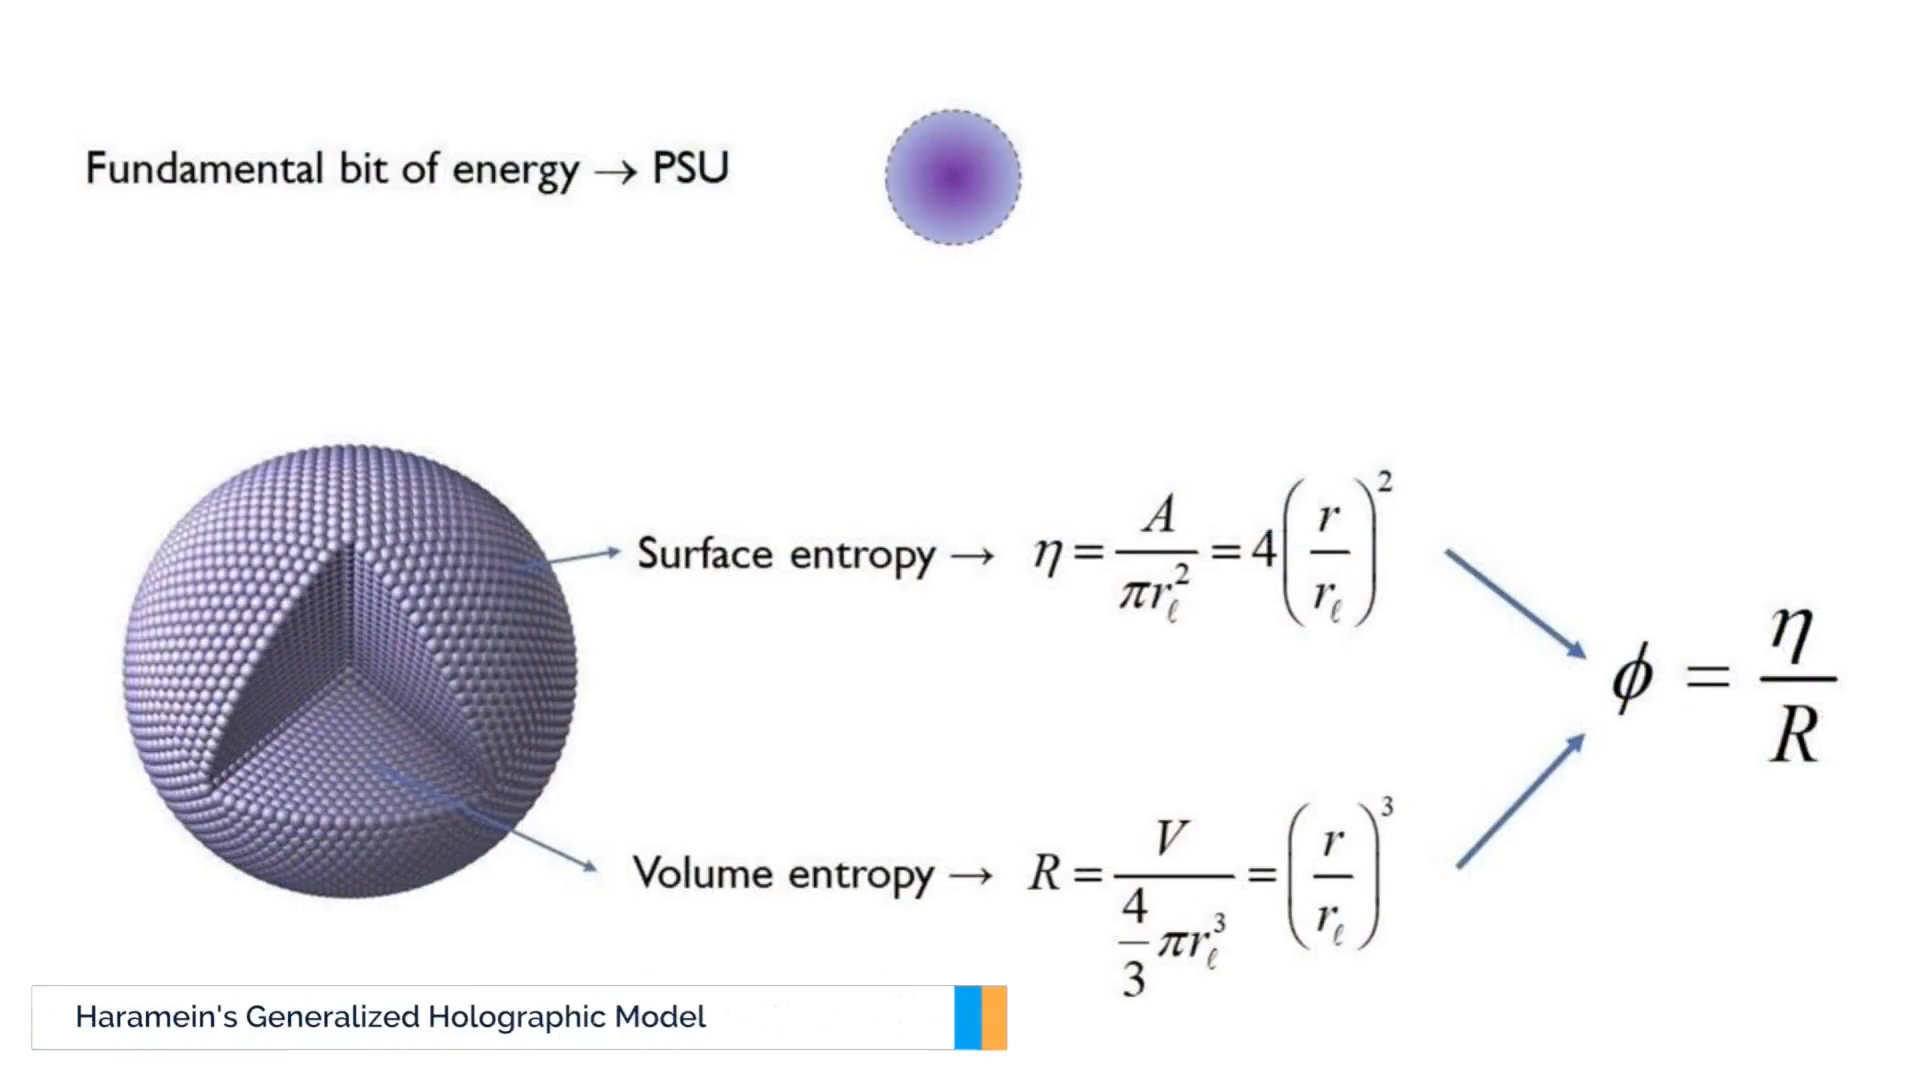 Fundamental bit of energy → PSU
Surface entropy → η = A / πr_ℓ² = 4(r / r_ℓ)²
ϕ = η / R
Volume entropy → R = V / (4/3 πr_ℓ³) = (r / r_ℓ)³
Haramein's Generalized Holographic Model